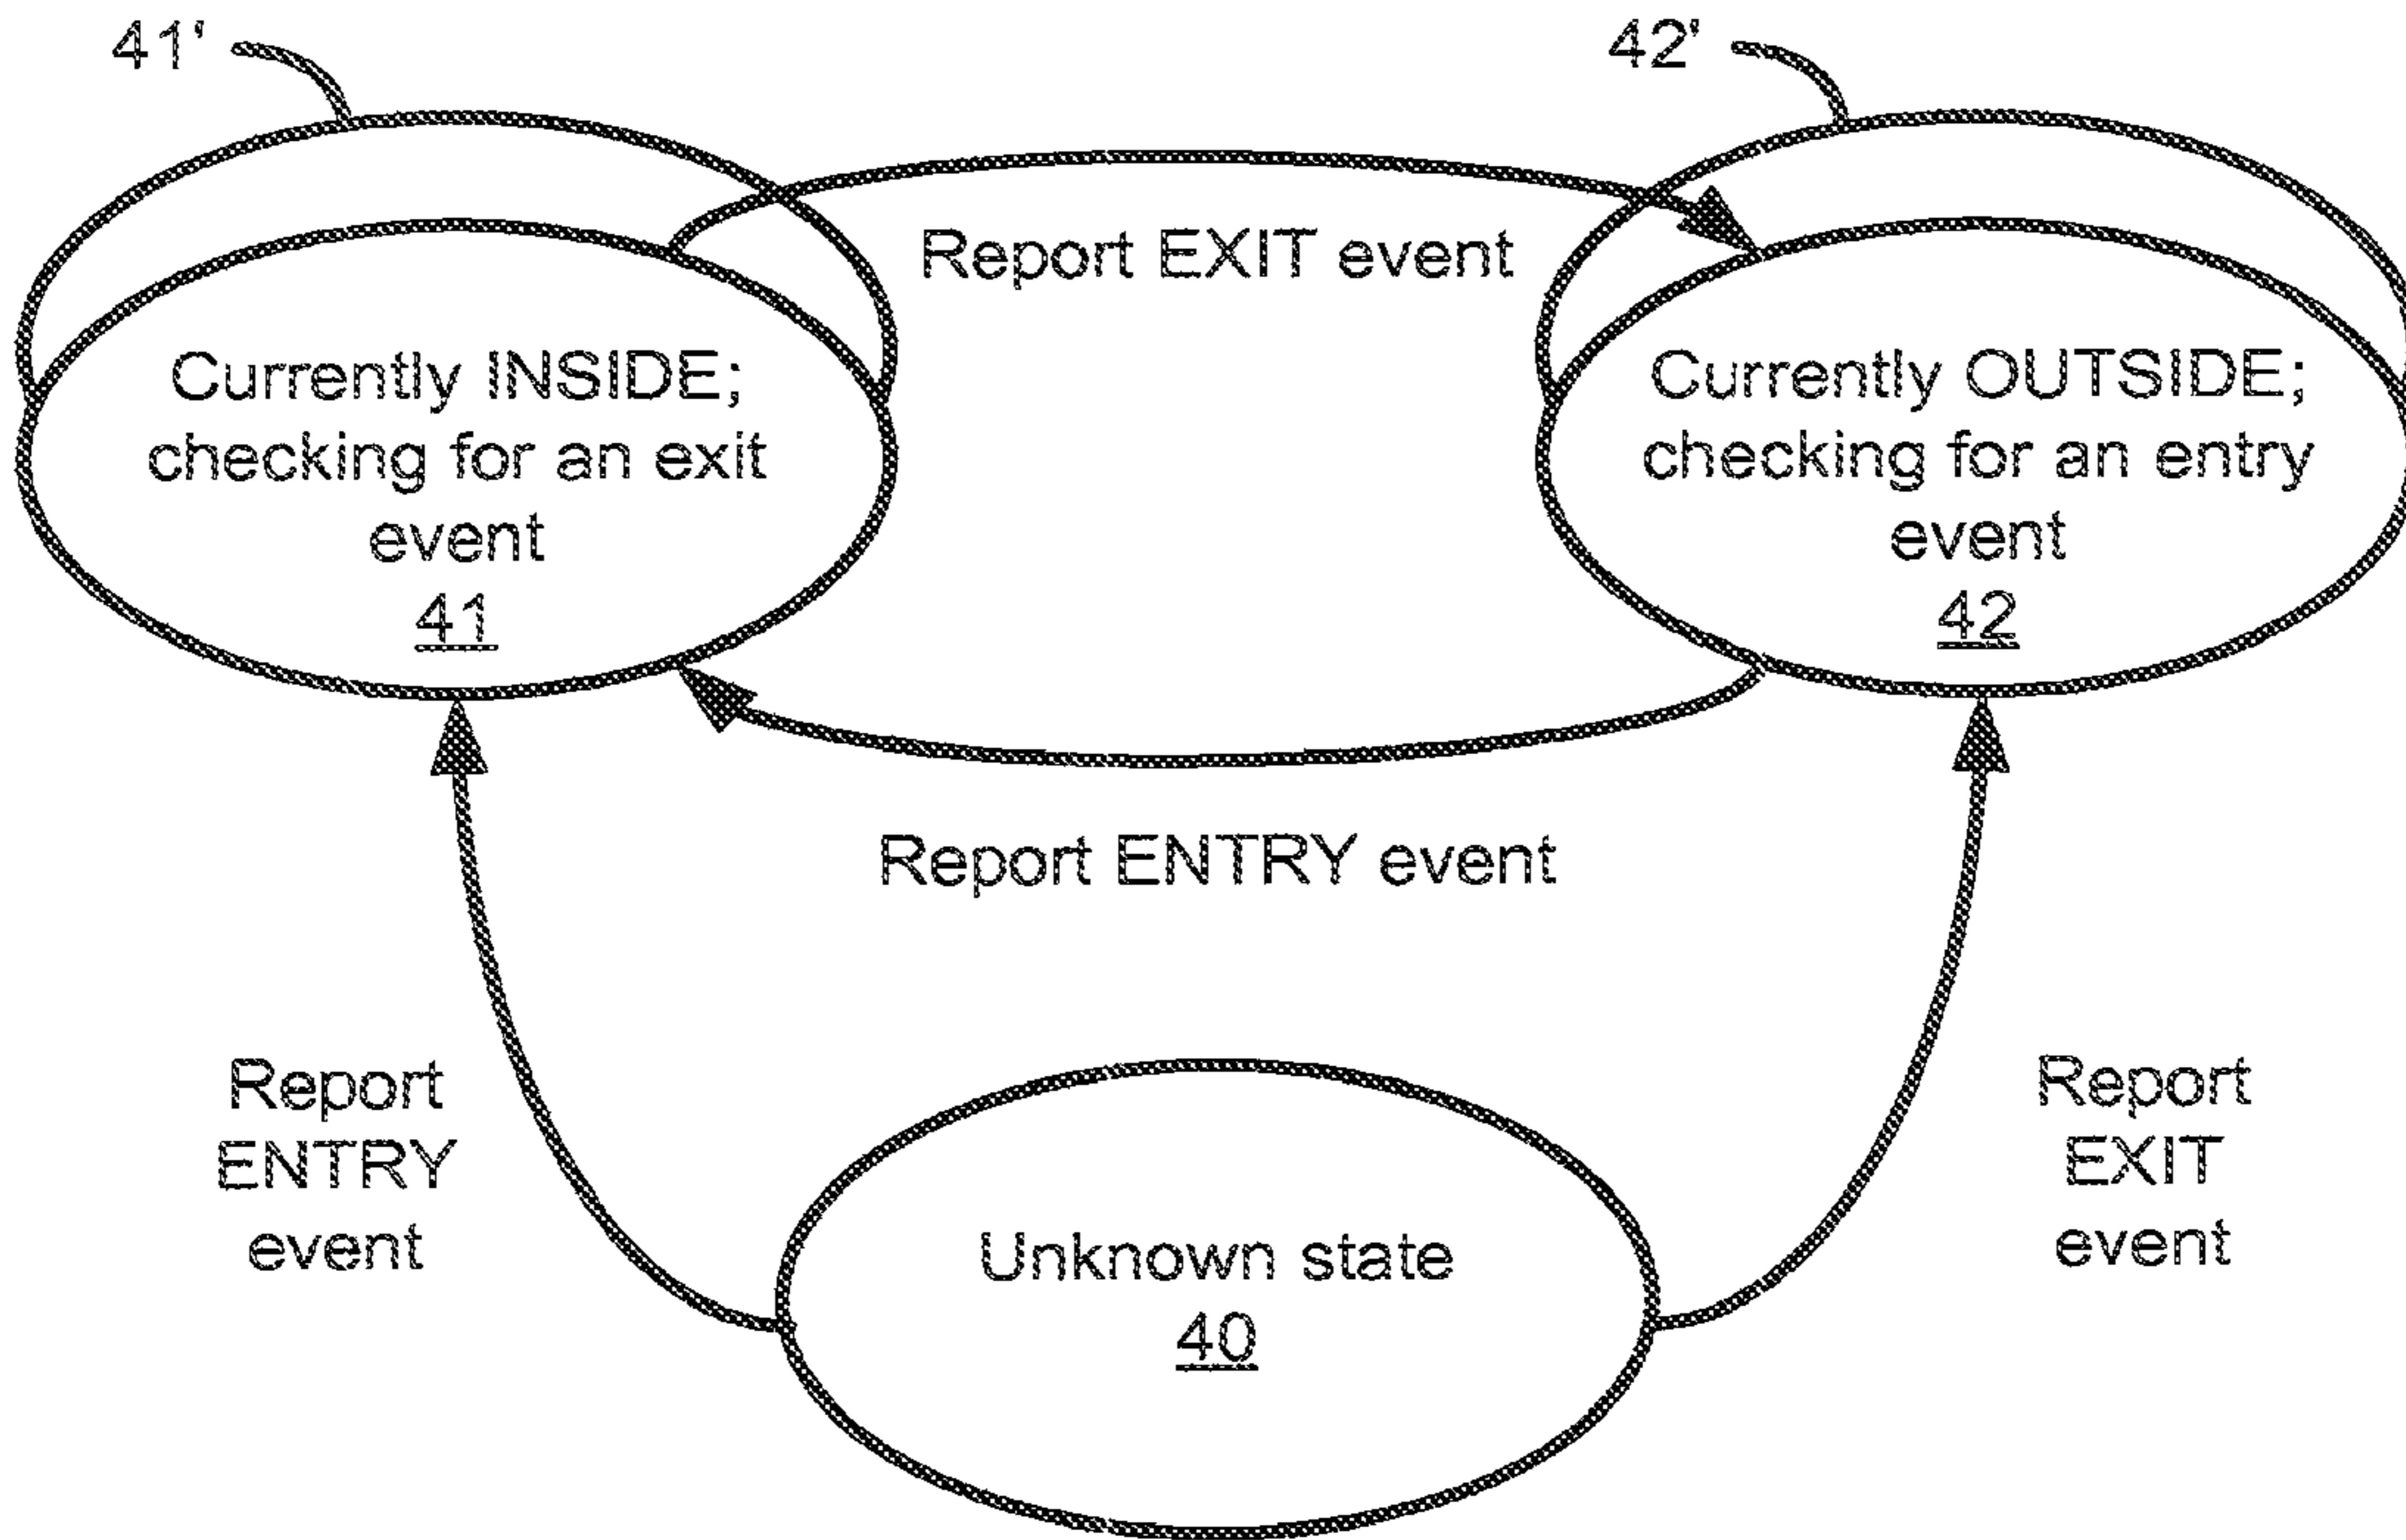 41'
42'
Report EXIT event
Currently INSIDE;
checking for an exit
event
41
Currently OUTSIDE;
checking for an entry
event
42
Report ENTRY event
Report
ENTRY
event
Unknown state
40
Report
EXIT
event